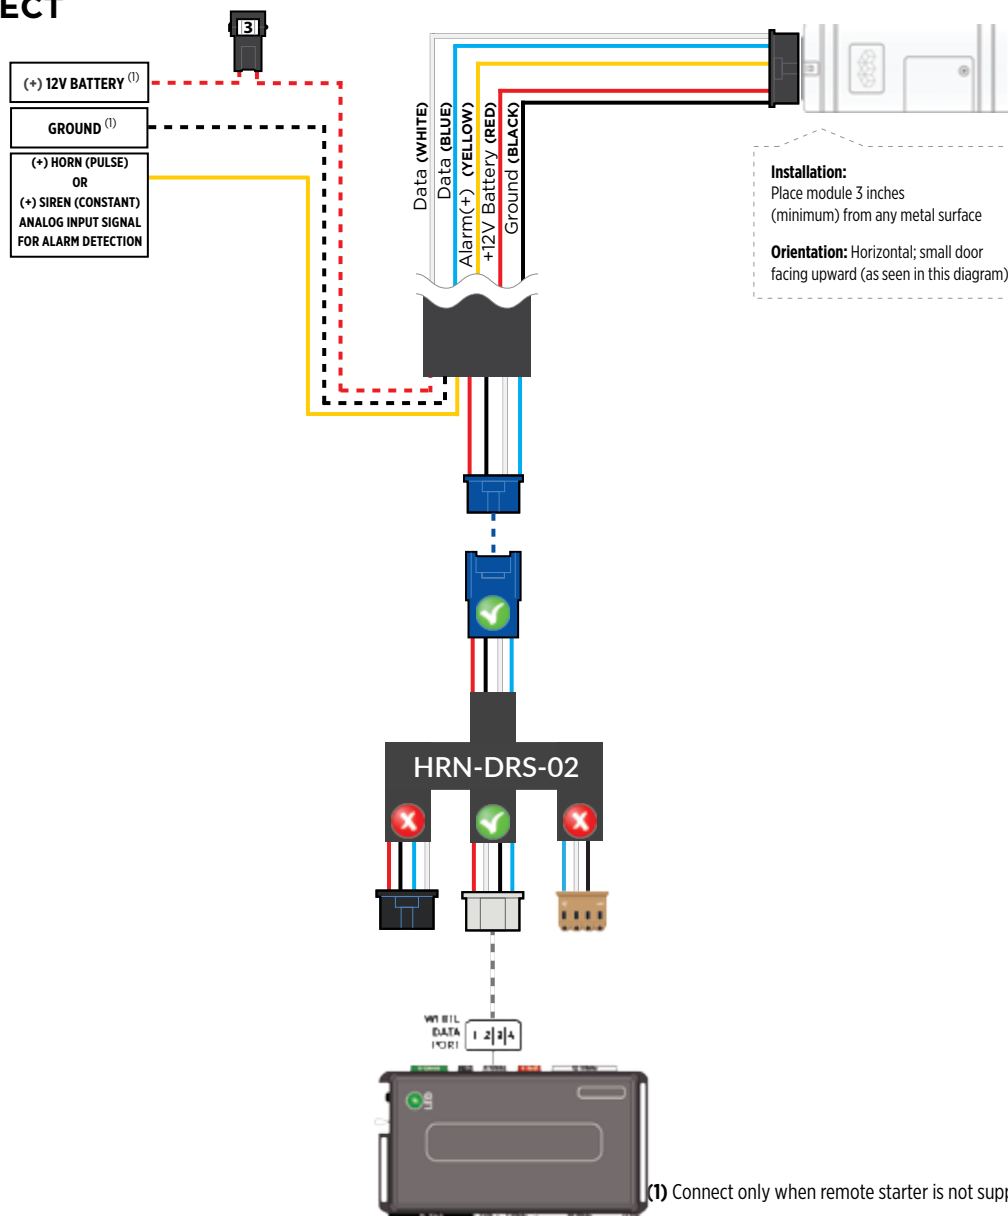 ECT
3
(+) 12V BATTERY (1)
GROUND (1)
(+) HORN (PULSE)
OR
(+) SIREN (CONSTANT)
ANALOG INPUT SIGNAL
FOR ALARM DETECTION
Data (WHITE)
Data (BLUE)
Alarm(+) (YELLOW)
+12V Battery (RED)
Ground (BLACK)
Installation:
Place module 3 inches
(minimum) from any metal surface
Orientation: Horizontal; small door
facing upward (as seen in this diagram)
HRN-DRS-02
DATA
PORT
1 2 3 4
LED
(1) Connect only when remote starter is not supp